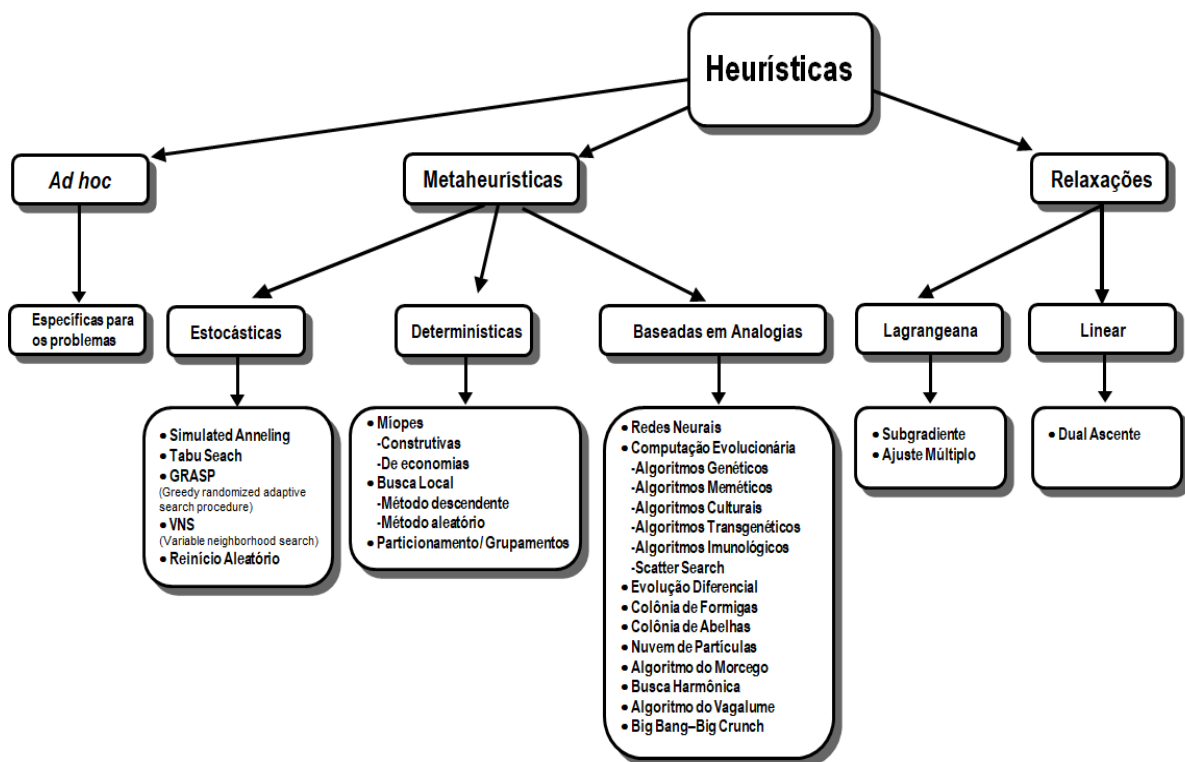 Heurísticas
Ad hoc
Metaheurísticas
Relaxações
Específicas para
os problemas
Estocásticas
Determinísticas
Baseadas em Analogias
Lagrangeana
Linear
• Simulated Anneling
• Tabu Seach
• GRASP
(Greedy randomized adaptive
search procedure)
• VNS
(Variable neighborhood search)
• Reinício Aleatório
• Míopes
-Construtivas
-De economias
• Busca Local
-Método descendente
-Método aleatório
• Particionamento/ Grupamentos
• Redes Neurais
• Computação Evolucionária
-Algoritmos Genéticos
-Algoritmos Meméticos
-Algoritmos Culturais
-Algoritmos Transgenéticos
-Algoritmos Imunológicos
-Scatter Search
• Evolução Diferencial
• Colônia de Formigas
• Colônia de Abelhas
• Nuvem de Partículas
• Algoritmo do Morcego
• Busca Harmônica
• Algoritmo do Vagalume
• Big Bang–Big Crunch
• Subgradiente
• Ajuste Múltiplo
• Dual Ascente